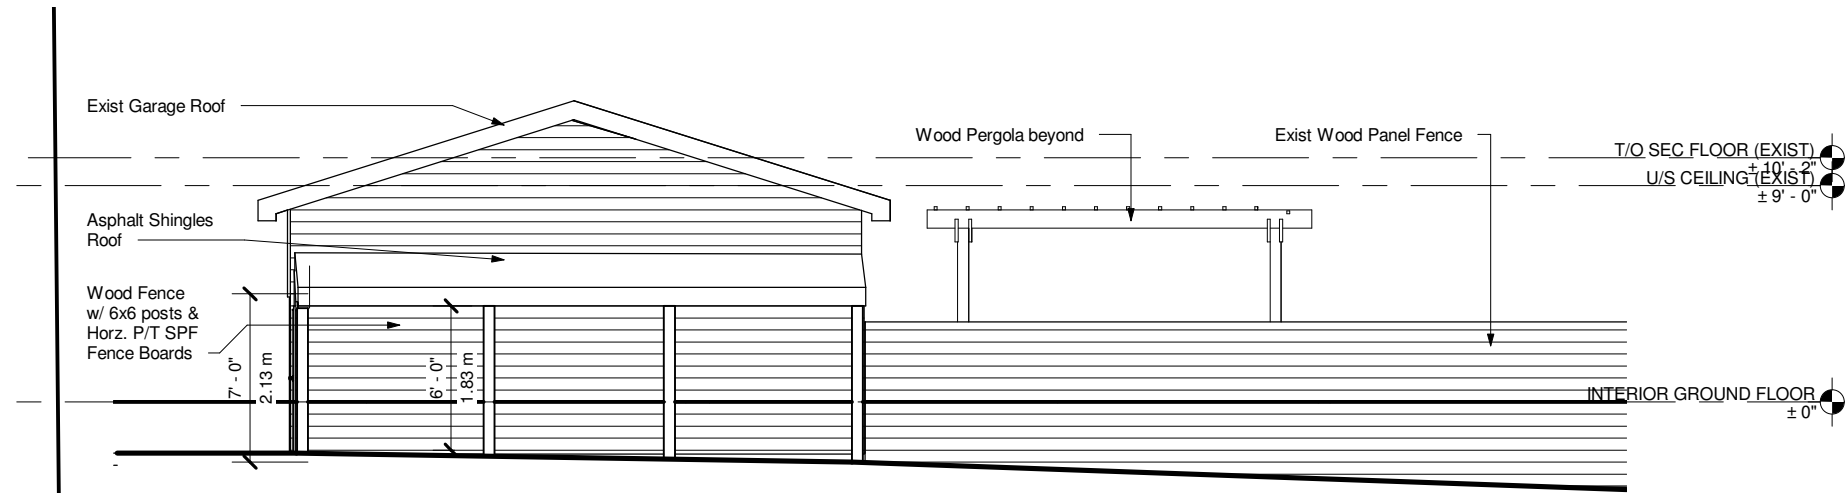 Exist Garage Roof
Wood Pergola beyond
Exist Wood Panel Fence
T/O SEC FLOOR (EXIST)
± 10' - 2"
U/S CEILING (EXIST)
± 9' - 0"
Asphalt Shingles
Roof
Wood Fence
w/ 6x6 posts &
Horz. P/T SPF
Fence Boards
7' - 0"
2.13 m
6' - 0"
1.83 m
INTERIOR GROUND FLOOR
± 0"